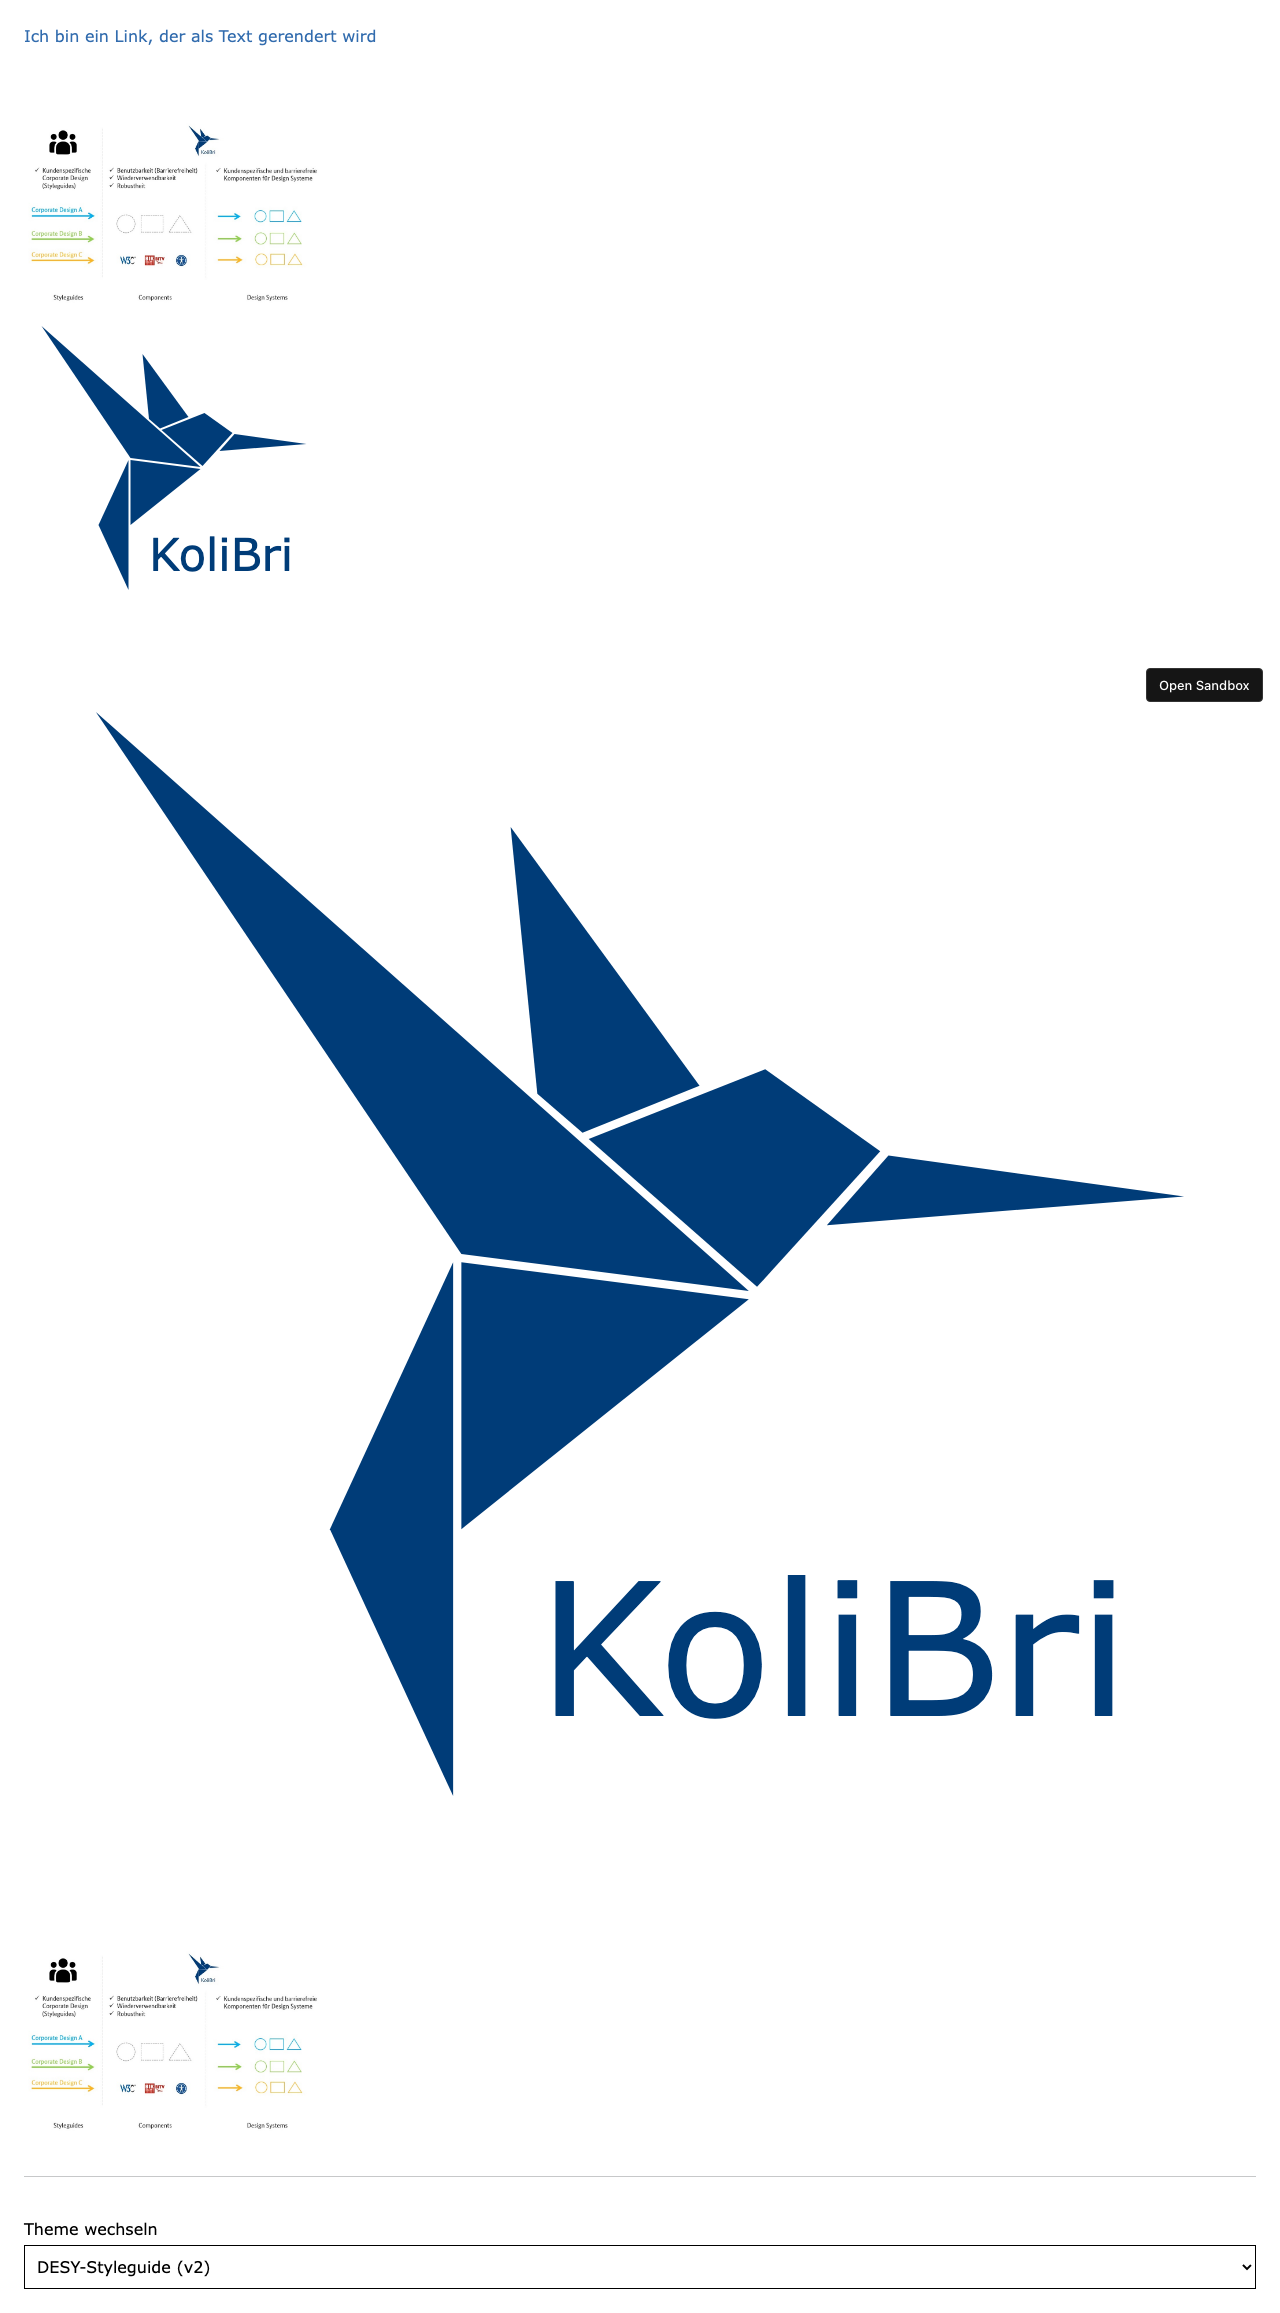 Ich bin ein Link, der als Text gerendert wird
KoliBri
✓ Kundenspezifische
Corporate Design
(Styleguides)
✓ Benutzbarkeit (Barrierefreiheit)
✓ Wiederverwendbarkeit
✓ Robustheit
✓ Kundenspezifische und barrierefreie
Komponenten für Design Systeme
Corporate Design A
Corporate Design B
Corporate Design C
W3C
Styleguides
Components
Design Systems
KoliBri
Open Sandbox
KoliBri
KoliBri
✓ Kundenspezifische
Corporate Design
(Styleguides)
✓ Benutzbarkeit (Barrierefreiheit)
✓ Wiederverwendbarkeit
✓ Robustheit
✓ Kundenspezifische und barrierefreie
Komponenten für Design Systeme
Corporate Design A
Corporate Design B
Corporate Design C
W3C
Styleguides
Components
Design Systems
Theme wechseln
DESY-Styleguide (v2)